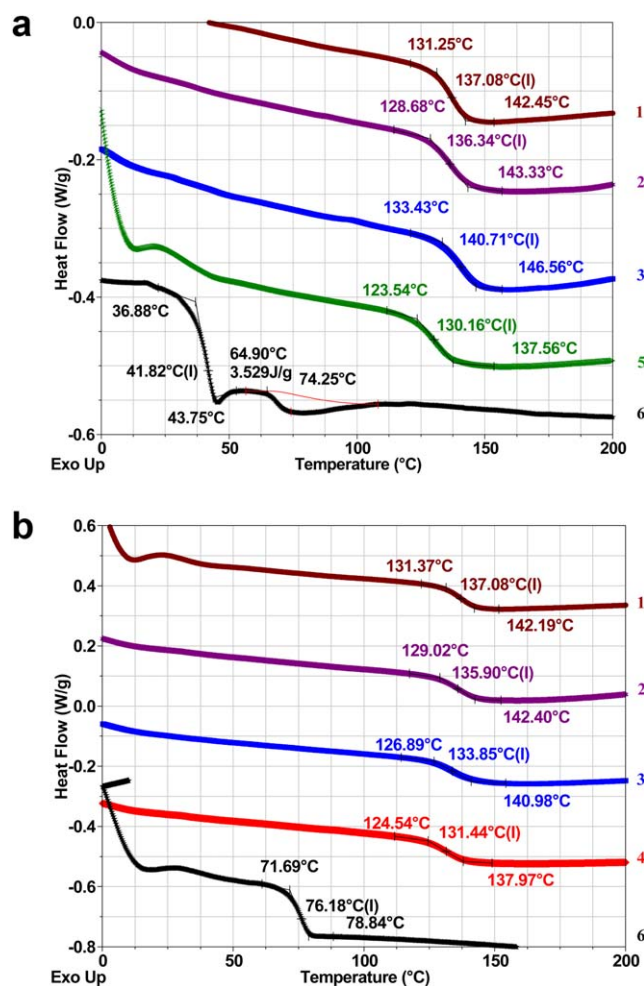 a
0.0
131.25°C
137.08°C(I)
142.45°C
1
128.68°C
136.34°C(I)
143.33°C
2
-0.2
133.43°C
140.71°C(I)
146.56°C
3
Heat Flow (W/g)
-0.4
123.54°C
130.16°C(I)
137.56°C
5
36.88°C
41.82°C(I)
43.75°C
64.90°C
3.529J/g
74.25°C
6
-0.6
0
50
100
150
200
Exo Up
Temperature (°C)
b
0.6
131.37°C
137.08°C(I)
142.19°C
1
0.4
0.2
129.02°C
135.90°C(I)
142.40°C
2
0.0
Heat Flow (W/g)
126.89°C
133.85°C(I)
140.98°C
3
-0.2
124.54°C
131.44°C(I)
137.97°C
4
-0.4
-0.6
71.69°C
76.18°C(I)
78.84°C
6
-0.8
0
50
100
150
200
Exo Up
Temperature (°C)